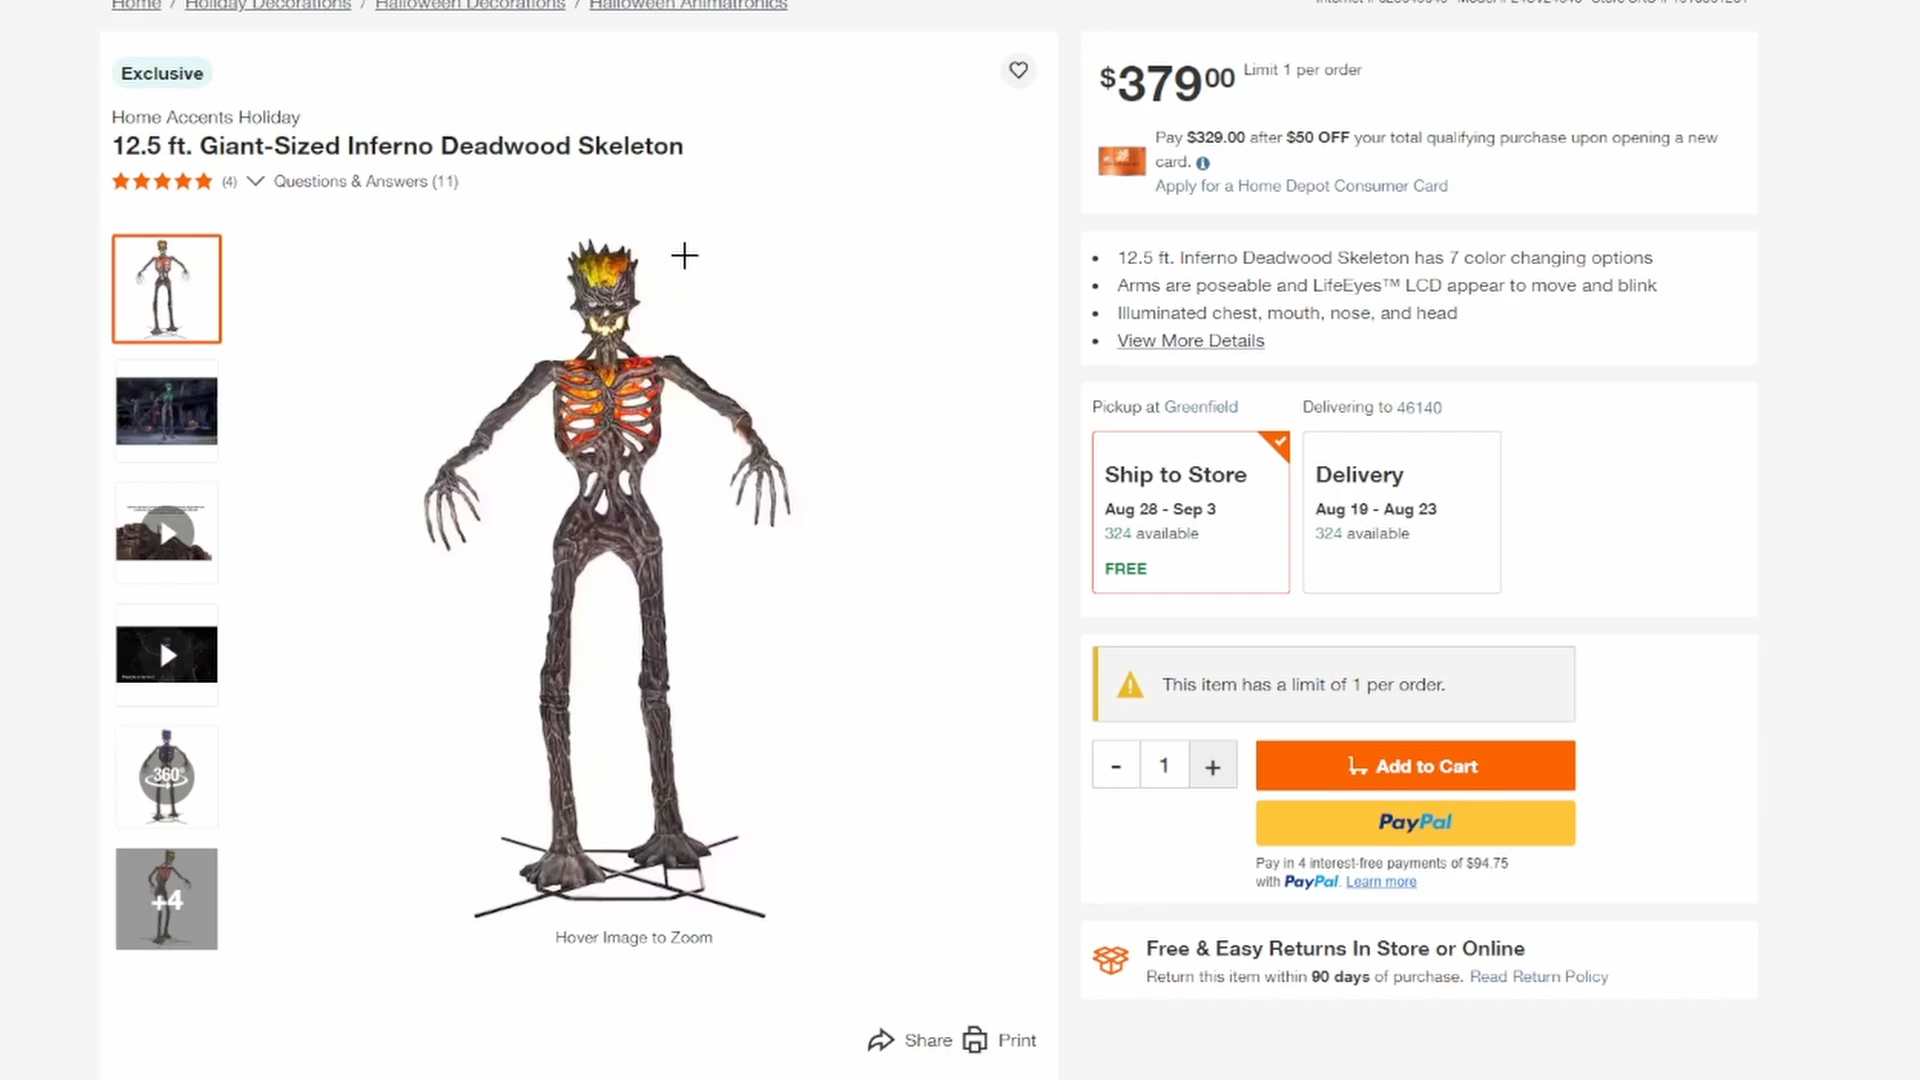 Home / Holiday Decorations / Halloween Decorations / Halloween Animatronics
Exclusive
Home Accents Holiday
12.5 ft. Giant-Sized Inferno Deadwood Skeleton
(4) Questions & Answers (11)
360°
+4
Hover Image to Zoom
Share Print
$379 00 Limit 1 per order
Pay $329.00 after $50 OFF your total qualifying purchase upon opening a new
card.
Apply for a Home Depot Consumer Card
• 12.5 ft. Inferno Deadwood Skeleton has 7 color changing options
• Arms are poseable and LifeEyes™ LCD appear to move and blink
• Illuminated chest, mouth, nose, and head
• View More Details
Pickup at Greenfield
Delivering to 46140
Ship to Store
Aug 28 - Sep 3
324 available
FREE
Delivery
Aug 19 - Aug 23
324 available
This item has a limit of 1 per order.
- 1 +
Add to Cart
PayPal
Pay in 4 interest-free payments of $94.75
with PayPal. Learn more
Free & Easy Returns In Store or Online
Return this item within 90 days of purchase. Read Return Policy